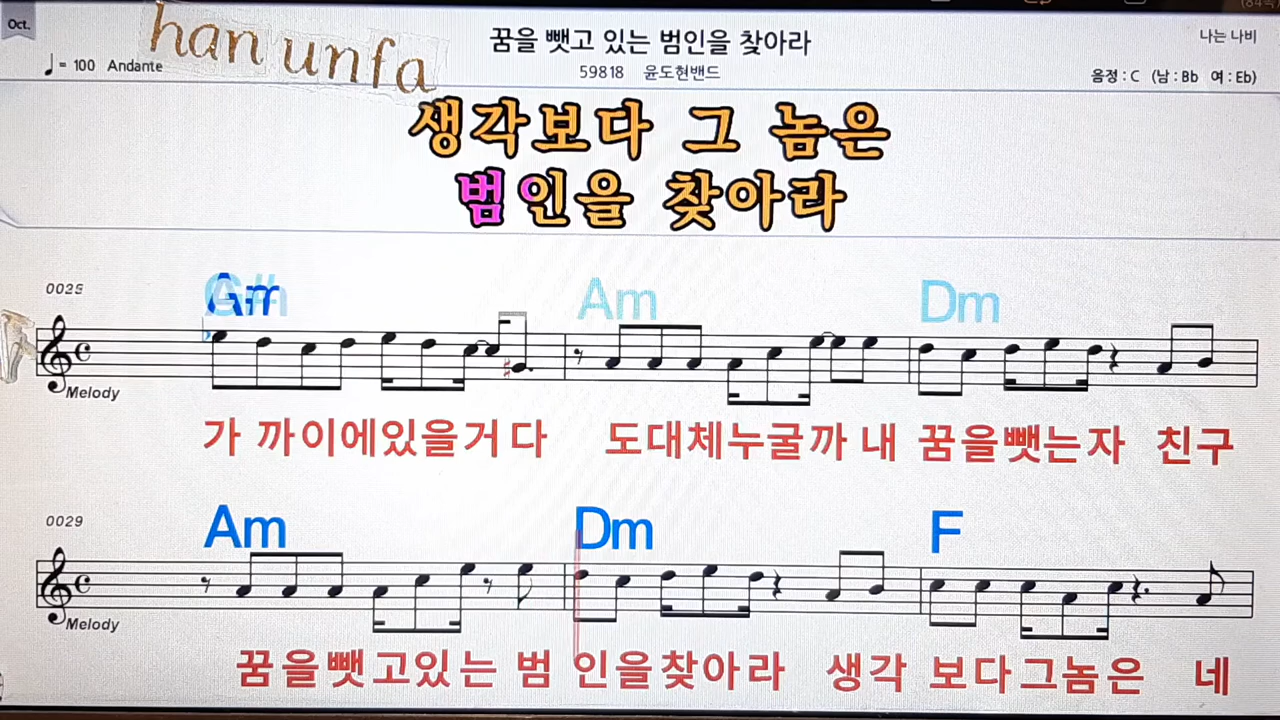 Oct.
han unfa
꿈을 뺏고 있는 범인을 찾아라
나는 나비
♩= 100 Andante
59818 윤도현밴드
음정 : C (남 : Bb 여 : Eb)
생각보다 그 놈은
범인을 찾아라
0025
Am Dm
Melody
가 까이에있을거다 도대체누굴까 내 꿈을뺏는자 친구
0029
Am Dm F
Melody
꿈을뺏고있는 범 인을찾아라 생각 보다그놈은 네